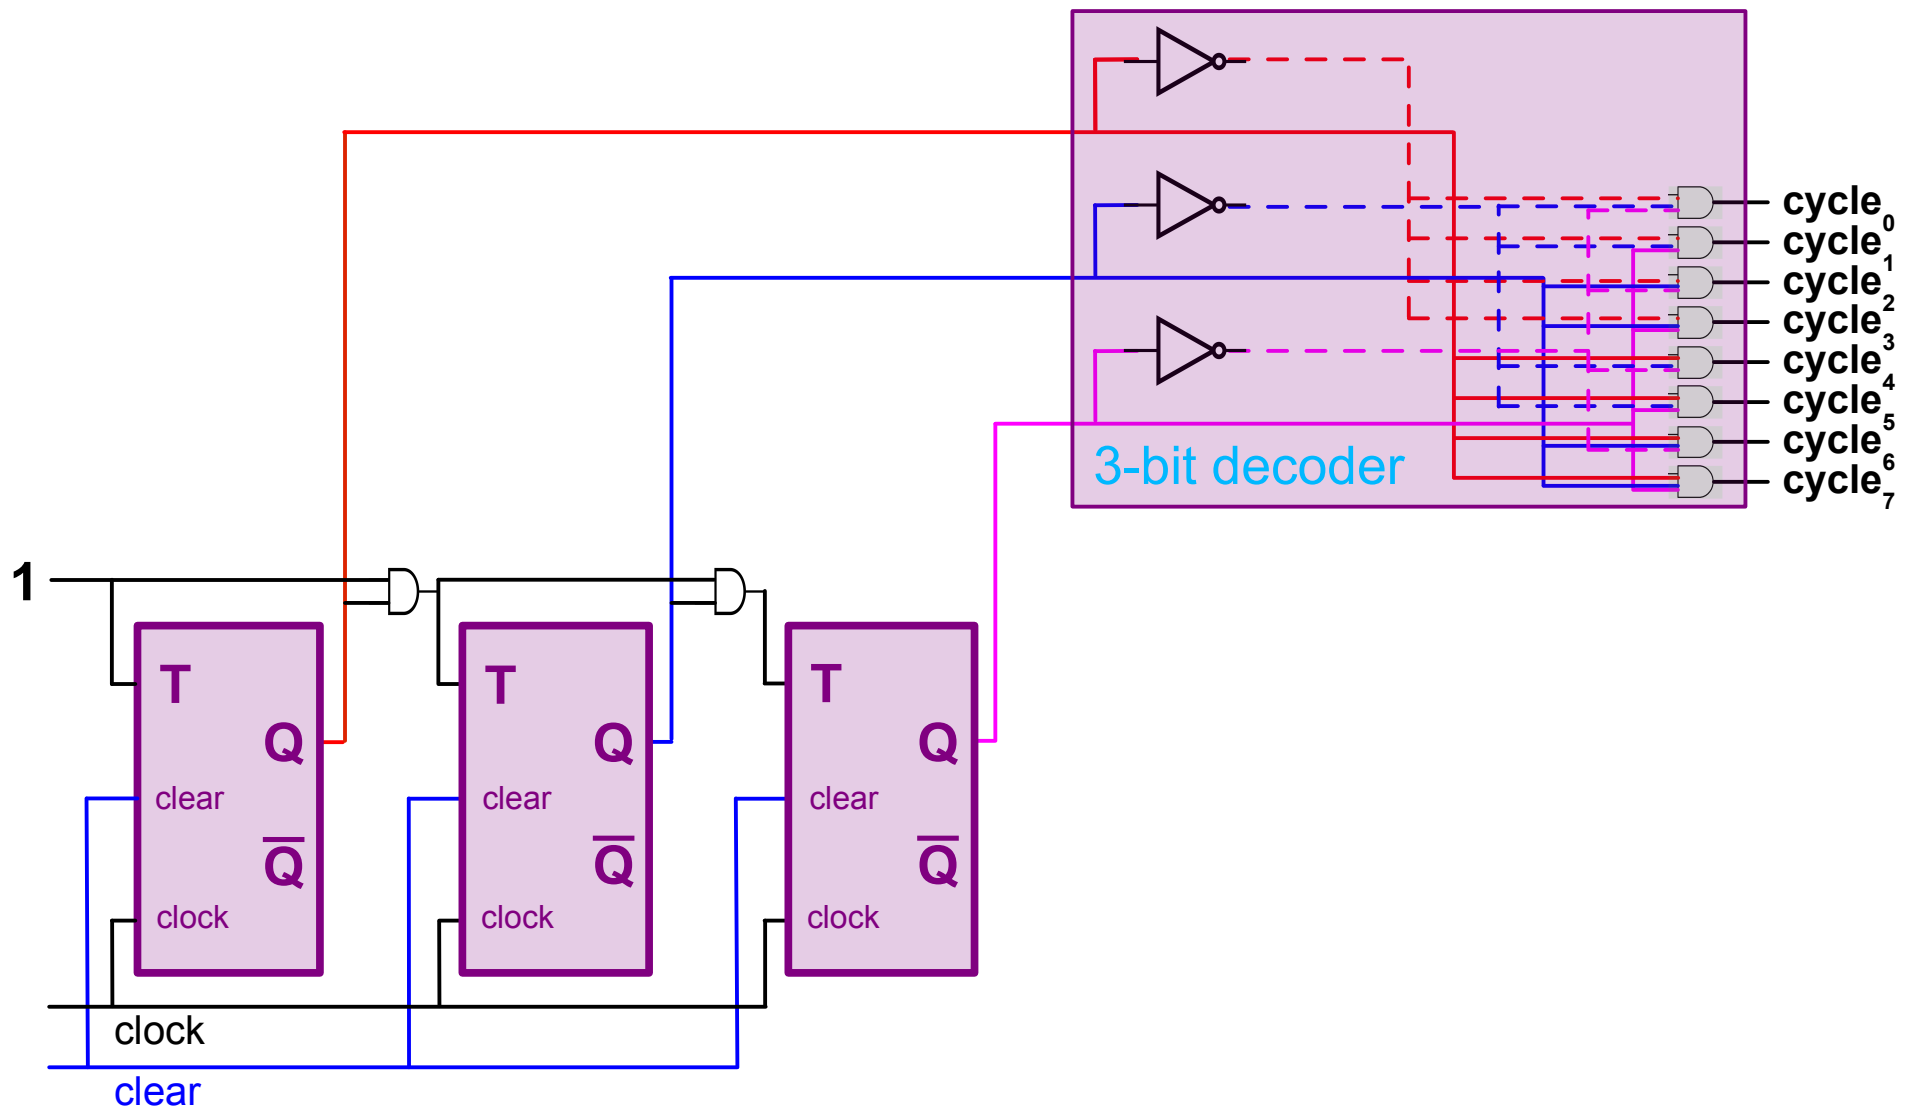 cycle0
cycle1
cycle2
cycle3
cycle4
cycle5
cycle6
cycle7
3-bit decoder
1
T
Q
clear
Q̅
clock
T
Q
clear
Q̅
clock
T
Q
clear
Q̅
clock
clock
clear